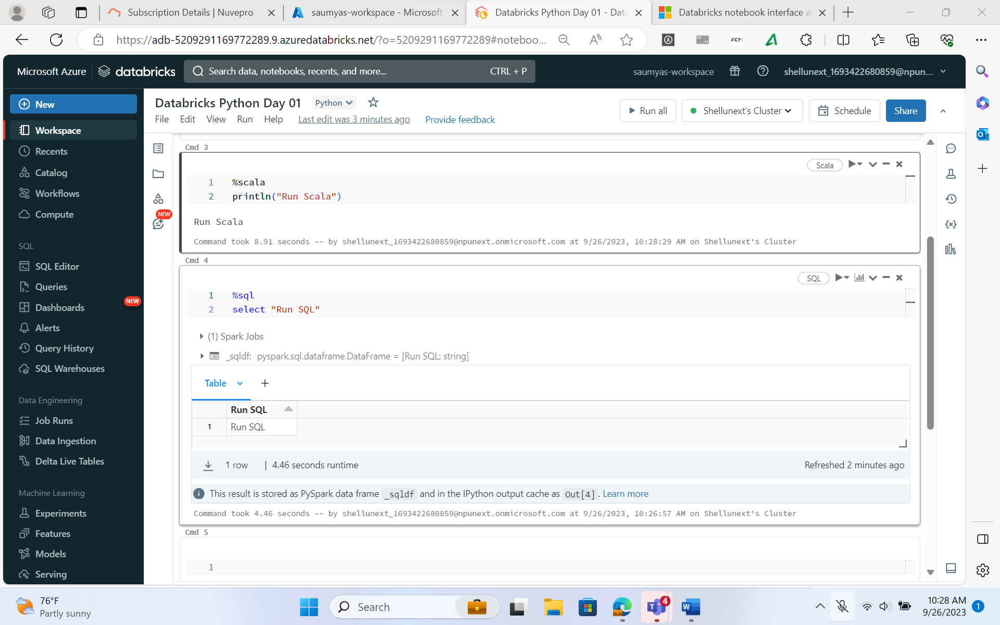 Subscription Details | Nuvepro
saumyas-workspace - Microsoft
Databricks Python Day 01 - Data
Databricks notebook interface a
https://adb-5209291169772289.9.azuredatabricks.net/?o=5209291169772289#noteboo...
FCM
Microsoft Azure
databricks
Search data, notebooks, recents, and more...
CTRL + P
saumyas-workspace
shellunext_1693422680859@npun...
New
Workspace
Recents
Catalog
Workflows
Compute
SQL
SQL Editor
Queries
Dashboards
NEW
Alerts
Query History
SQL Warehouses
Data Engineering
Job Runs
Data Ingestion
Delta Live Tables
Machine Learning
Experiments
Features
Models
Serving
Databricks Python Day 01
Python
File Edit View Run Help Last edit was 3 minutes ago Provide feedback
Run all
Shellunext's Cluster
Schedule
Share
NEW
Cmd 3
Scala
1 %scala
2 println("Run Scala")
Run Scala
Command took 8.91 seconds -- by shellunext_1693422680859@npunext.onmicrosoft.com at 9/26/2023, 10:28:29 AM on Shellunext's Cluster
Cmd 4
SQL
1 %sql
2 select "Run SQL"
(1) Spark Jobs
_sqldf: pyspark.sql.dataframe.DataFrame = [Run SQL: string]
Table +
Run SQL
1 Run SQL
1 row | 4.46 seconds runtime
Refreshed 2 minutes ago
This result is stored as PySpark data frame _sqldf and in the IPython output cache as Out[4]. Learn more
Command took 4.46 seconds -- by shellunext_1693422680859@npunext.onmicrosoft.com at 9/26/2023, 10:26:57 AM on Shellunext's Cluster
Cmd 5
1
76°F
Partly sunny
Search
4
10:28 AM
9/26/2023
1